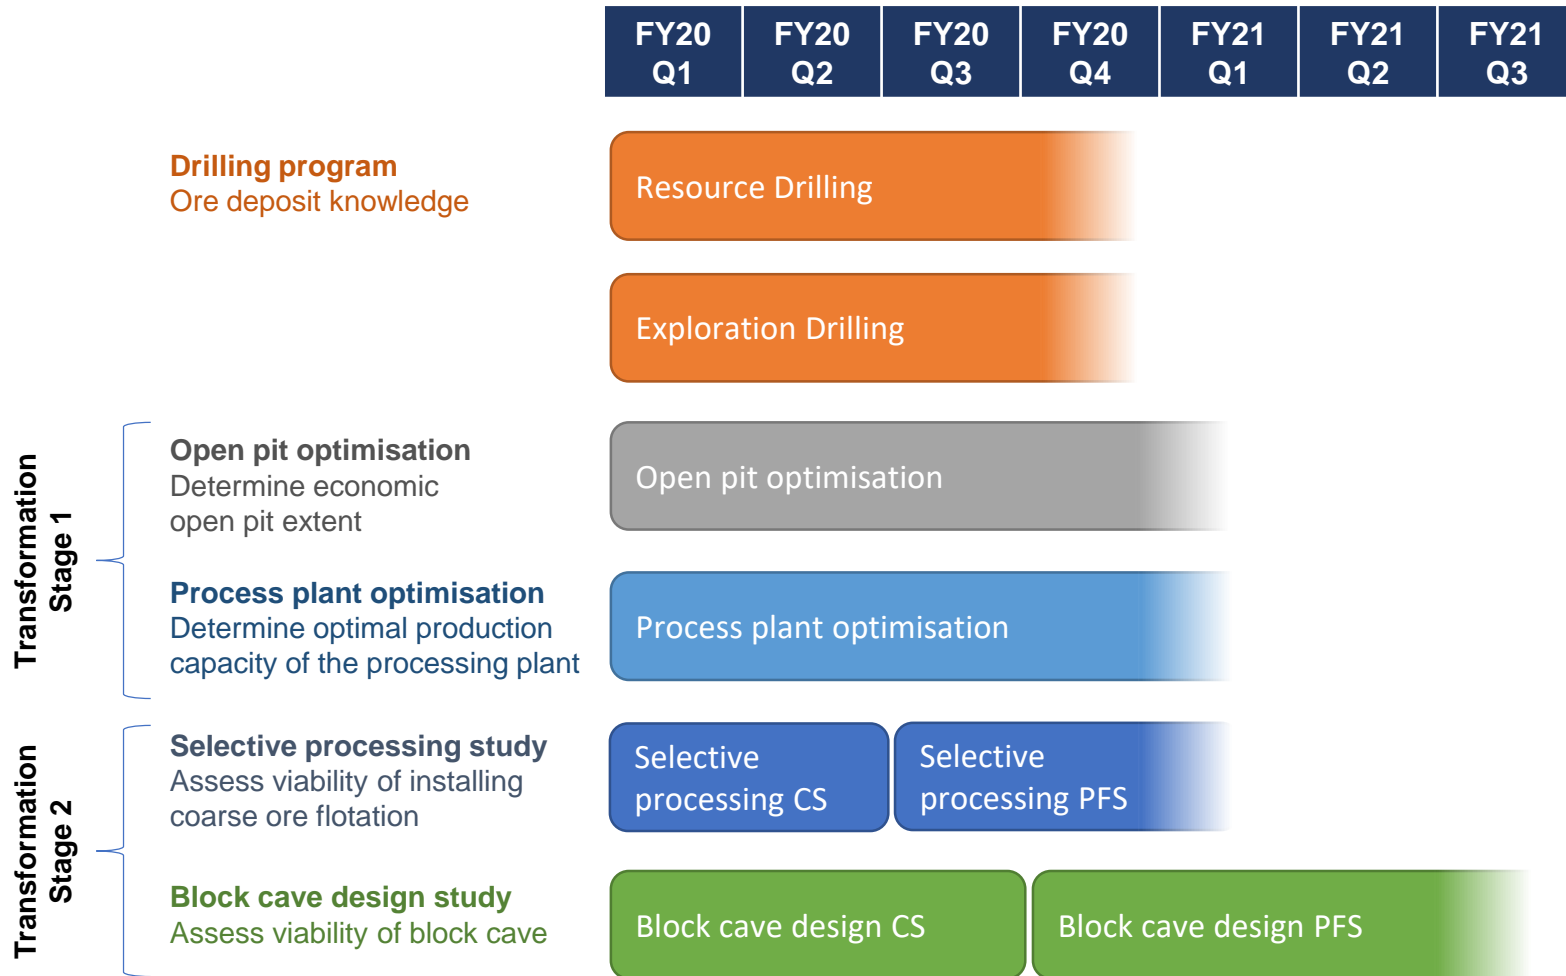 FY20 Q1
FY20 Q2
FY20 Q3
FY20 Q4
FY21 Q1
FY21 Q2
FY21 Q3
Drilling program
Ore deposit knowledge
Resource Drilling
Exploration Drilling
Transformation
Stage 1
Open pit optimisation
Determine economic
open pit extent
Open pit optimisation
Process plant optimisation
Determine optimal production
capacity of the processing plant
Process plant optimisation
Transformation
Stage 2
Selective processing study
Assess viability of installing
coarse ore flotation
Selective
processing CS
Selective
processing PFS
Block cave design study
Assess viability of block cave
Block cave design CS
Block cave design PFS